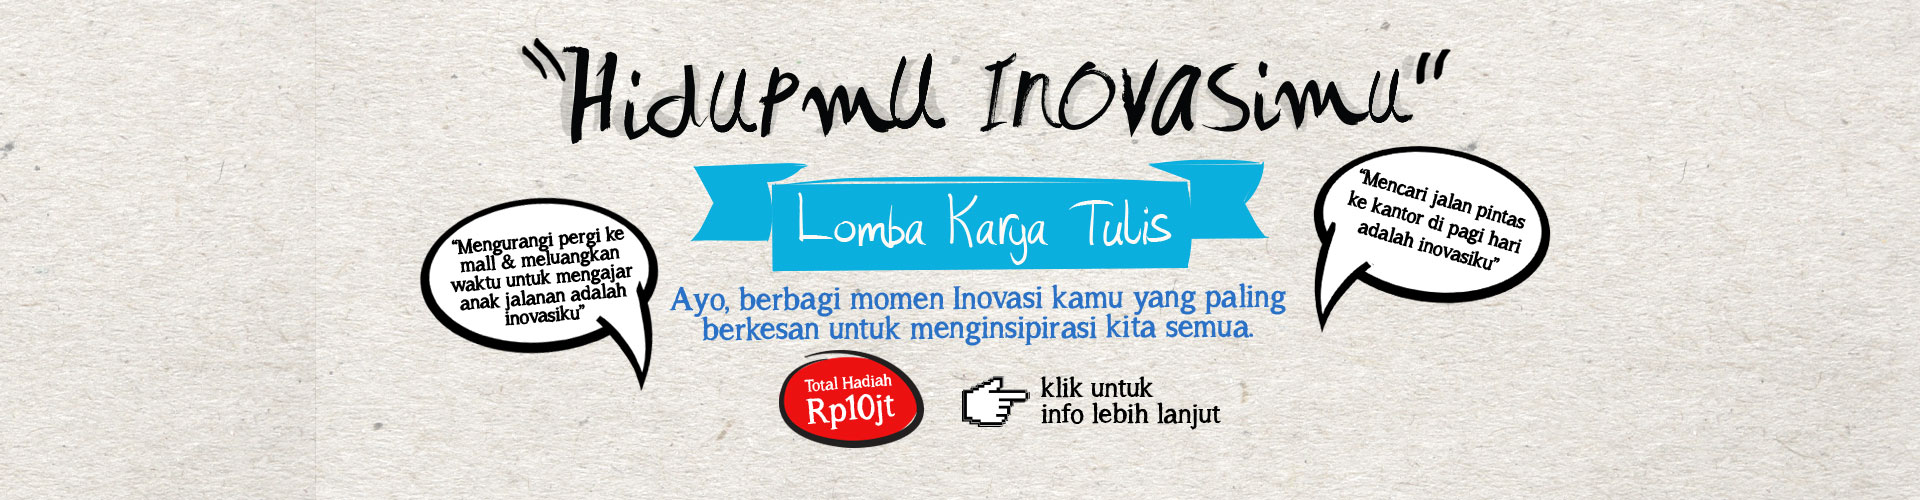 "Hidupmu Inovasimu"
Lomba Karya Tulis
"Mengurangi pergi ke
mall & meluangkan
waktu untuk mengajar
anak jalanan adalah
inovasiku"
"Mencari jalan pintas
ke kantor di pagi hari
adalah inovasiku"
Ayo, berbagi momen Inovasi kamu yang paling
berkesan untuk menginsipirasi kita semua.
Total Hadiah
Rp10jt
klik untuk
info lebih lanjut